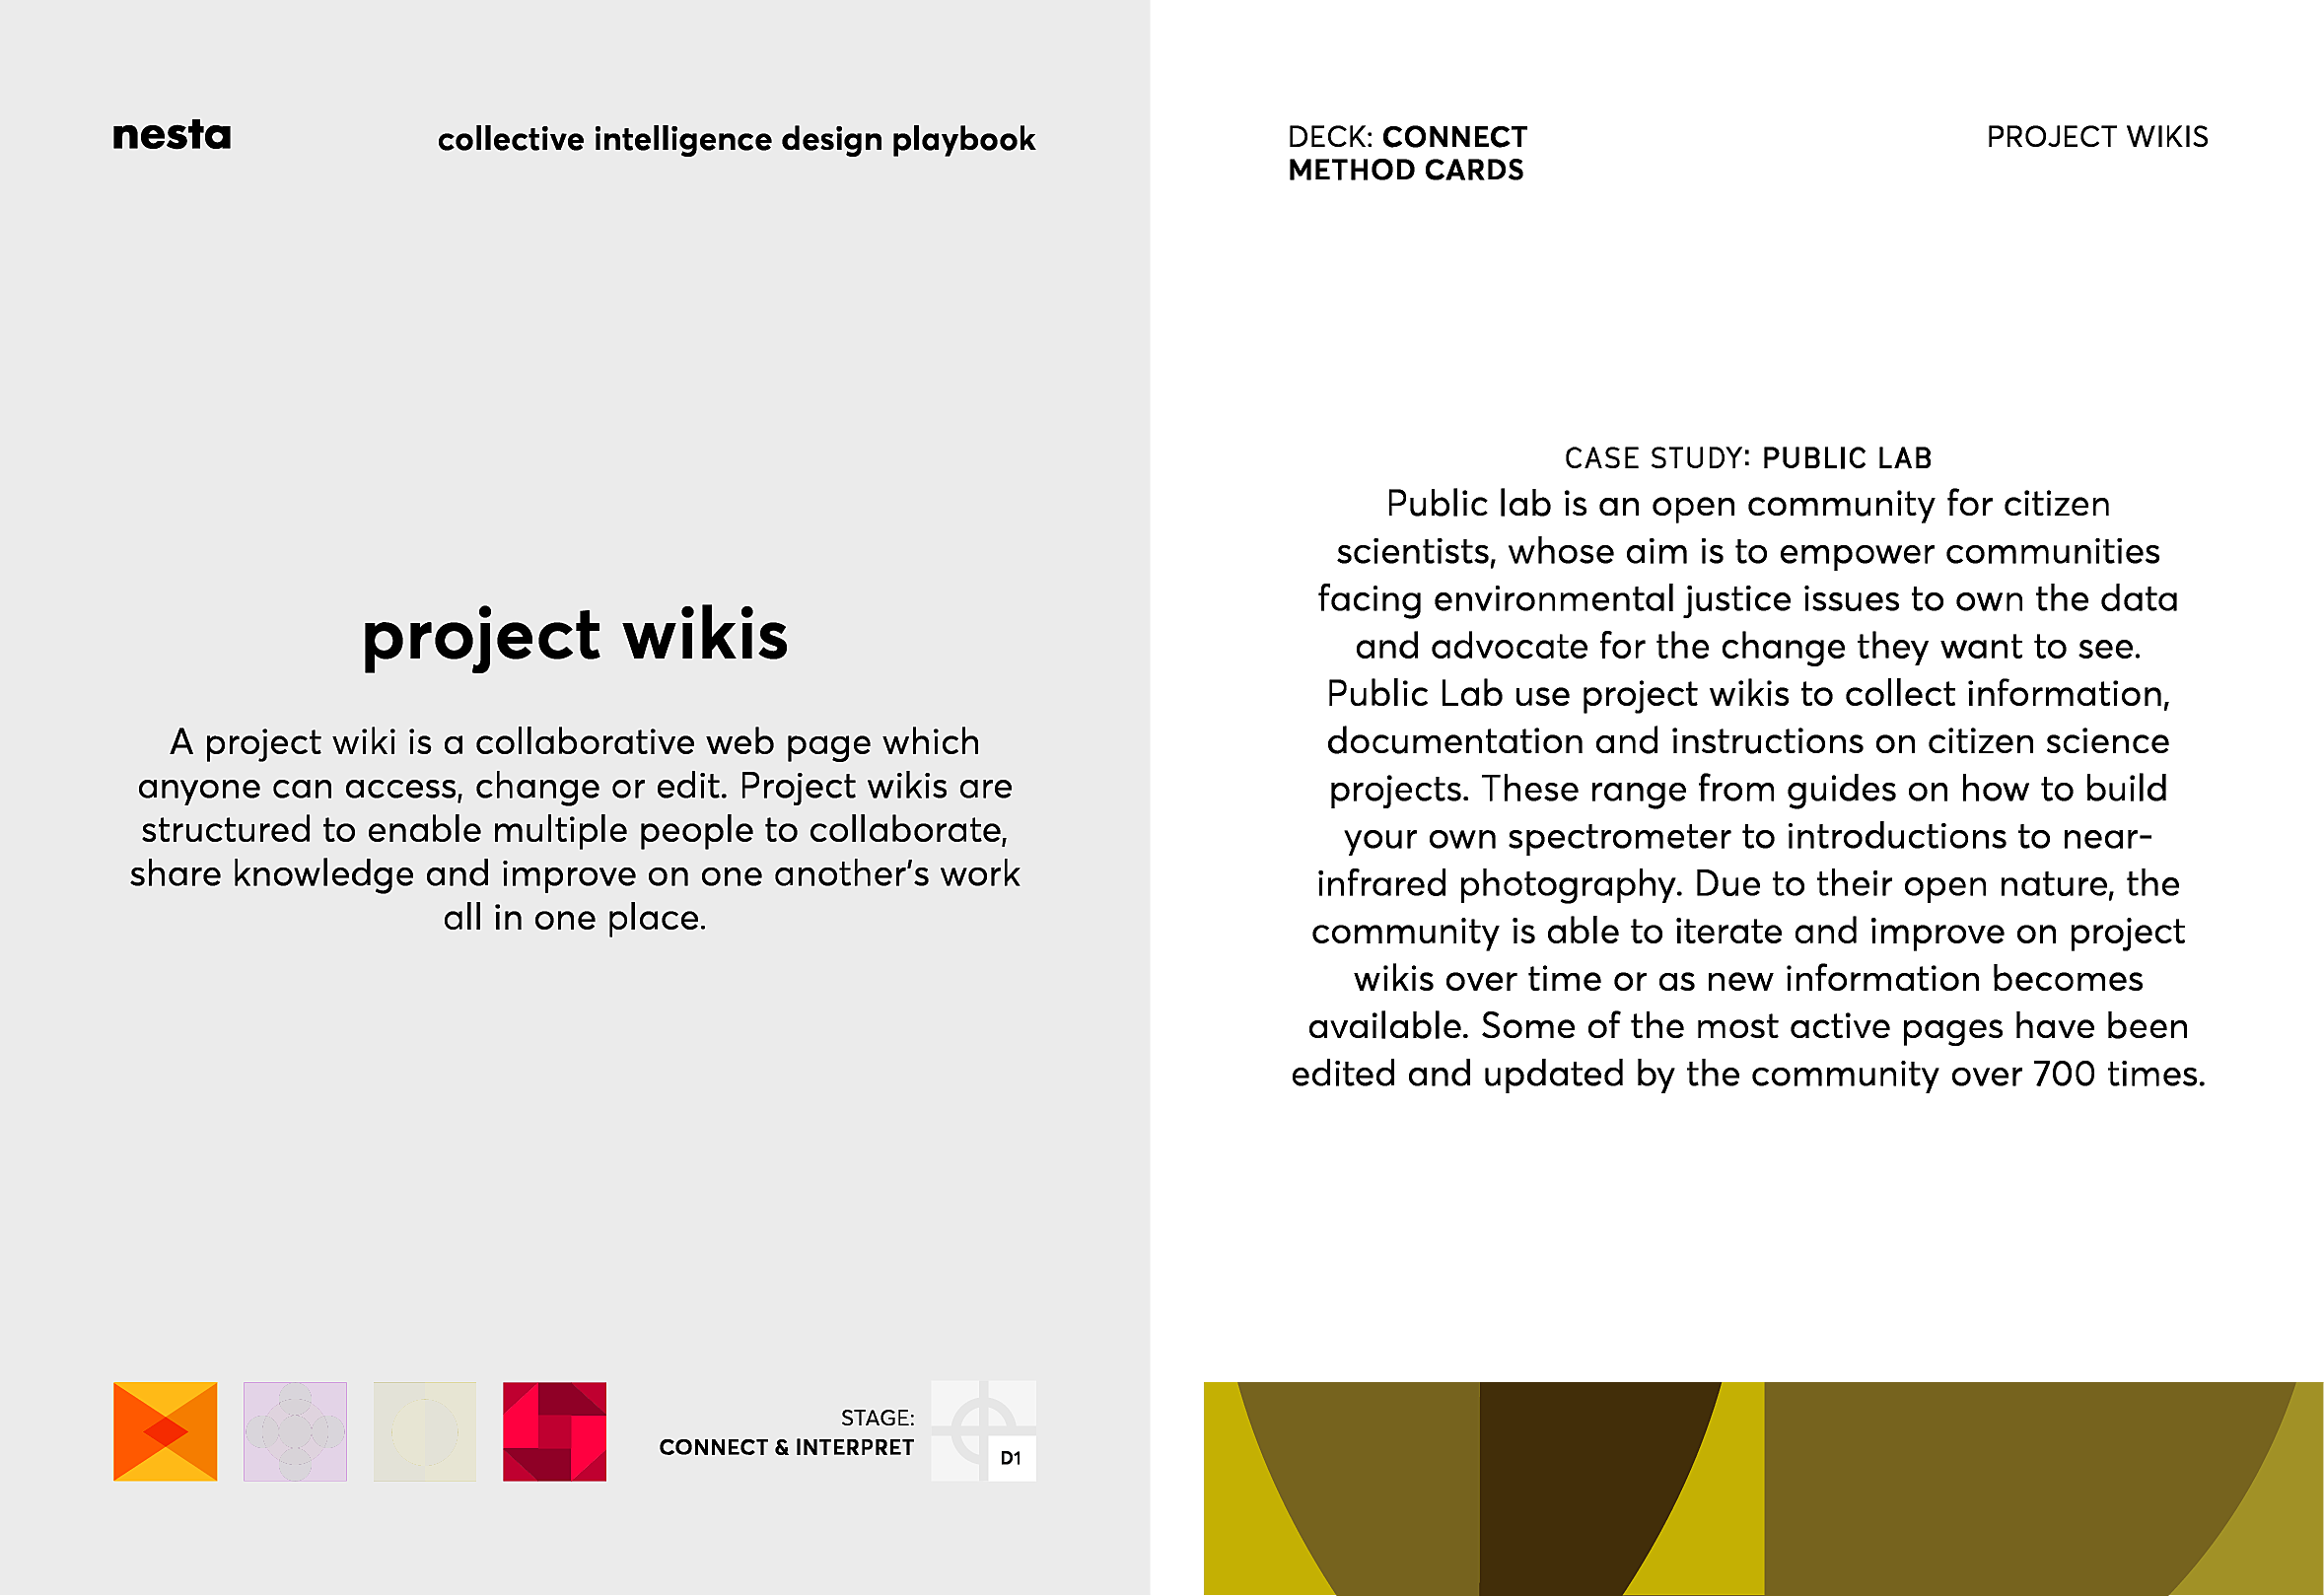 nesta
collective intelligence design playbook
project wikis
A project wiki is a collaborative web page which
anyone can access, change or edit. Project wikis are
structured to enable multiple people to collaborate,
share knowledge and improve on one another’s work
all in one place.
STAGE:
CONNECT & INTERPRET
D1
DECK: CONNECT
METHOD CARDS
PROJECT WIKIS
CASE STUDY: PUBLIC LAB
Public lab is an open community for citizen
scientists, whose aim is to empower communities
facing environmental justice issues to own the data
and advocate for the change they want to see.
Public Lab use project wikis to collect information,
documentation and instructions on citizen science
projects. These range from guides on how to build
your own spectrometer to introductions to near-
infrared photography. Due to their open nature, the
community is able to iterate and improve on project
wikis over time or as new information becomes
available. Some of the most active pages have been
edited and updated by the community over 700 times.